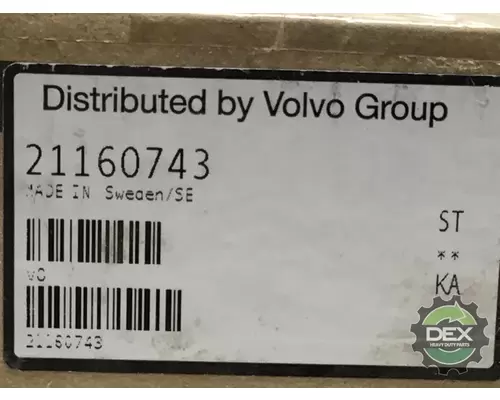 Distributed by Volvo Group
21160743
MADE IN Sweden/SE
ST
**
vo
KA
21160743
DEX
HEAVY DUTY PARTS